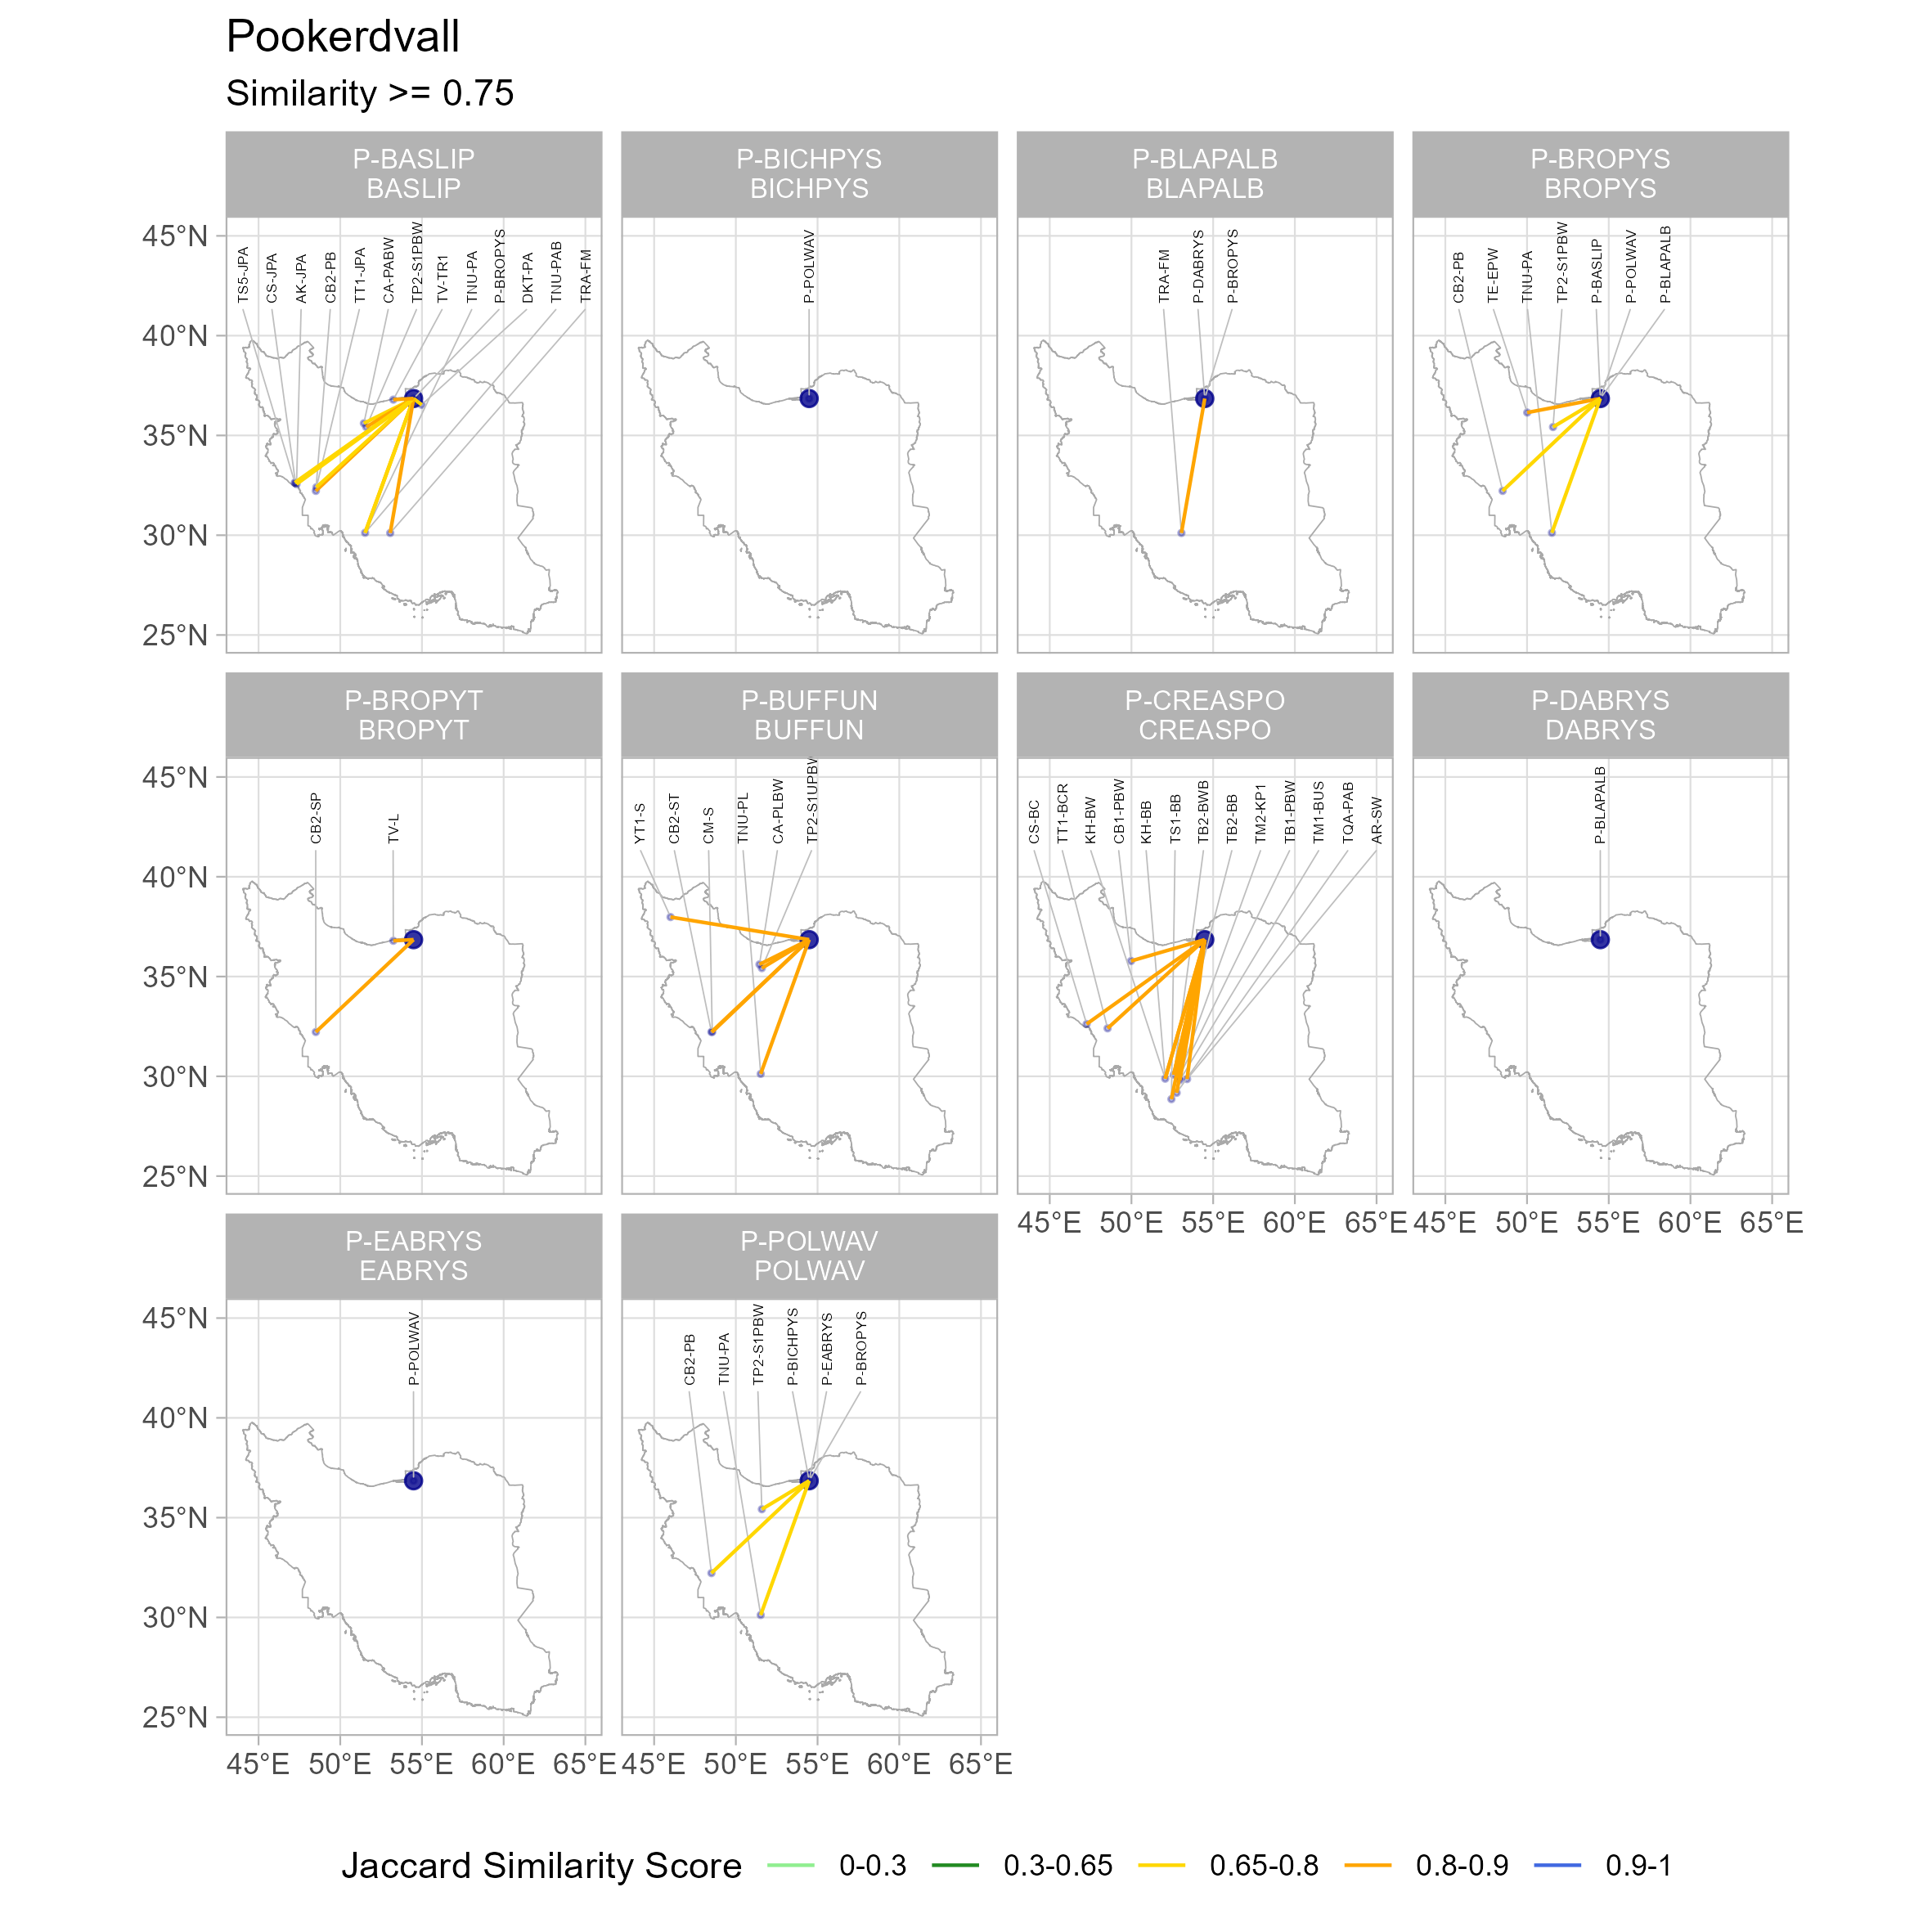 Pookerdvall
Similarity >= 0.75
P-BASLIP
BASLIP
P-BICHPYS
BICHPYS
P-BLAPALB
BLAPALB
P-BROPYS
BROPYS
45°N
40°N
35°N
30°N
25°N
TS5-JPA
CS-JPA
AK-JPA
CB2-PB
TT1-JPA
CA-PABW
TP2-S1PBW
TV-TR1
TNU-PA
P-BROPYS
DKT-PA
TNU-PAB
TRA-FM
P-POLWAV
TRA-FM
P-DABRYS
P-BROPYS
CB2-PB
TE-EPW
TNU-PA
TP2-S1PBW
P-BASLIP
P-POLWAV
P-BLAPALB
P-BROPYT
BROPYT
P-BUFFUN
BUFFUN
P-CREASPO
CREASPO
P-DABRYS
DABRYS
45°N
40°N
35°N
30°N
25°N
CB2-SP
TV-L
YT1-S
CB2-ST
CM-S
TNU-PL
CA-PLBW
TP2-S1UPBW
CS-BC
TT1-BCR
KH-BW
CB1-PBW
KH-BB
TS1-BB
TB2-BWB
TB2-BB
TM2-KP1
TB1-PBW
TM1-BUS
TQA-PAB
AR-SW
P-BLAPALB
45°E 50°E 55°E 60°E 65°E
45°E 50°E 55°E 60°E 65°E
P-EABRYS
EABRYS
P-POLWAV
POLWAV
45°N
40°N
35°N
30°N
25°N
P-POLWAV
CB2-PB
TNU-PA
TP2-S1PBW
P-BICHPYS
P-EABRYS
P-BROPYS
45°E 50°E 55°E 60°E 65°E
45°E 50°E 55°E 60°E 65°E
Jaccard Similarity Score 0-0.3 0.3-0.65 0.65-0.8 0.8-0.9 0.9-1